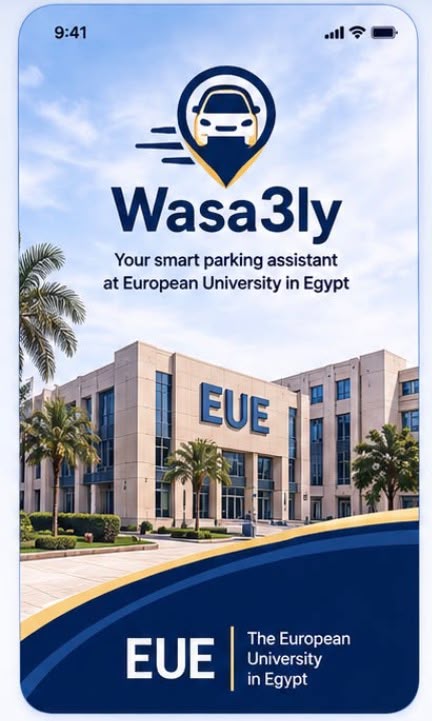 9:41
Wasa3ly
Your smart parking assistant
at European University in Egypt
EUE
EUE
The European
University
in Egypt